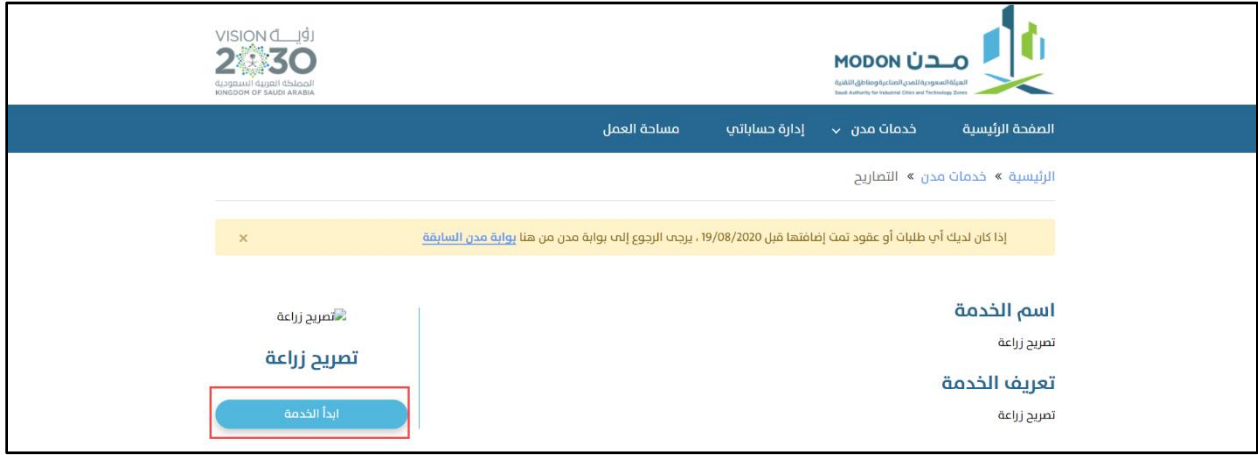 مدن MODON
الهيئة السعودية للمدن الصناعية ومناطق التقنية
Saudi Authority for Industrial Cities and Technology Zones
VISION رؤيــة
2030
المملكة العربية السعودية
KINGDOM OF SAUDI ARABIA
الصفحة الرئيسية خدمات مدن إدارة حساباتي مساحة العمل
الرئيسية » خدمات مدن » التصاريح
إذا كان لديك أي طلبات أو عقود تمت إضافتها قبل 19/08/2020 ، يرجى الرجوع إلى بوابة مدن من هنا بوابة مدن السابقة ×
اسم الخدمة
تصريح زراعة
تعريف الخدمة
تصريح زراعة
تصريح زراعة
تصريح زراعة
ابدأ الخدمة